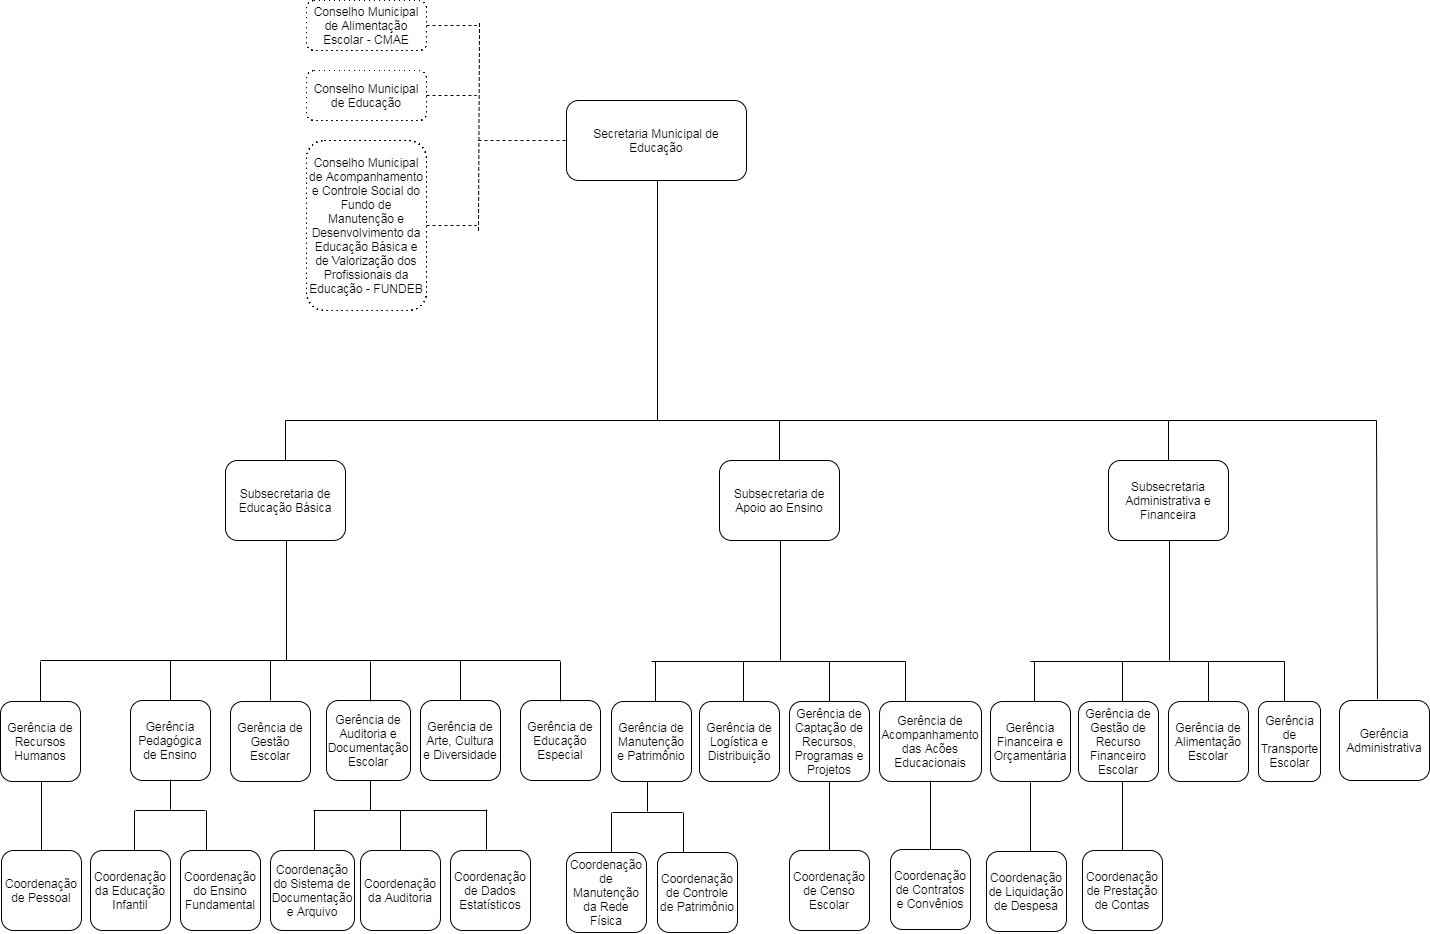 Conselho Municipal
de Alimentação
Escolar - CMAE
Conselho Municipal
de Educação
Secretaria Municipal de
Educação
Conselho Municipal
de Acompanhamento
e Controle Social do
Fundo de
Manutenção e
Desenvolvimento da
Educação Básica e
de Valorização dos
Profissionais da
Educação - FUNDEB
Subsecretaria de
Educação Básica
Subsecretaria de
Apoio ao Ensino
Subsecretaria
Administrativa e
Financeira
Gerência de
Recursos
Humanos
Gerência
Pedagógica
de Ensino
Gerência de
Gestão
Escolar
Gerência de
Auditoria e
Documentação
Escolar
Gerência de
Arte, Cultura
e Diversidade
Gerência de
Educação
Especial
Gerência de
Manutenção
e Patrimônio
Gerência de
Logística e
Distribuição
Gerência de
Captação de
Recursos,
Programas e
Projetos
Gerência de
Acompanhamento
das Acões
Educacionais
Gerência
Financeira e
Orçamentária
Gerência de
Gestão de
Recurso
Financeiro
Escolar
Gerência de
Alimentação
Escolar
Gerência
de
Transporte
Escolar
Gerência
Administrativa
Coordenação
de Pessoal
Coordenação
da Educação
Infantil
Coordenação
do Ensino
Fundamental
Coordenação
do Sistema de
Documentação
e Arquivo
Coordenação
da Auditoria
Coordenação
de Dados
Estatísticos
Coordenação
de
Manutenção
da Rede
Física
Coordenação
de Controle
de Patrimônio
Coordenação
de Censo
Escolar
Coordenação
de Contratos
e Convênios
Coordenação
de Liquidação
de Despesa
Coordenação
de Prestação
de Contas